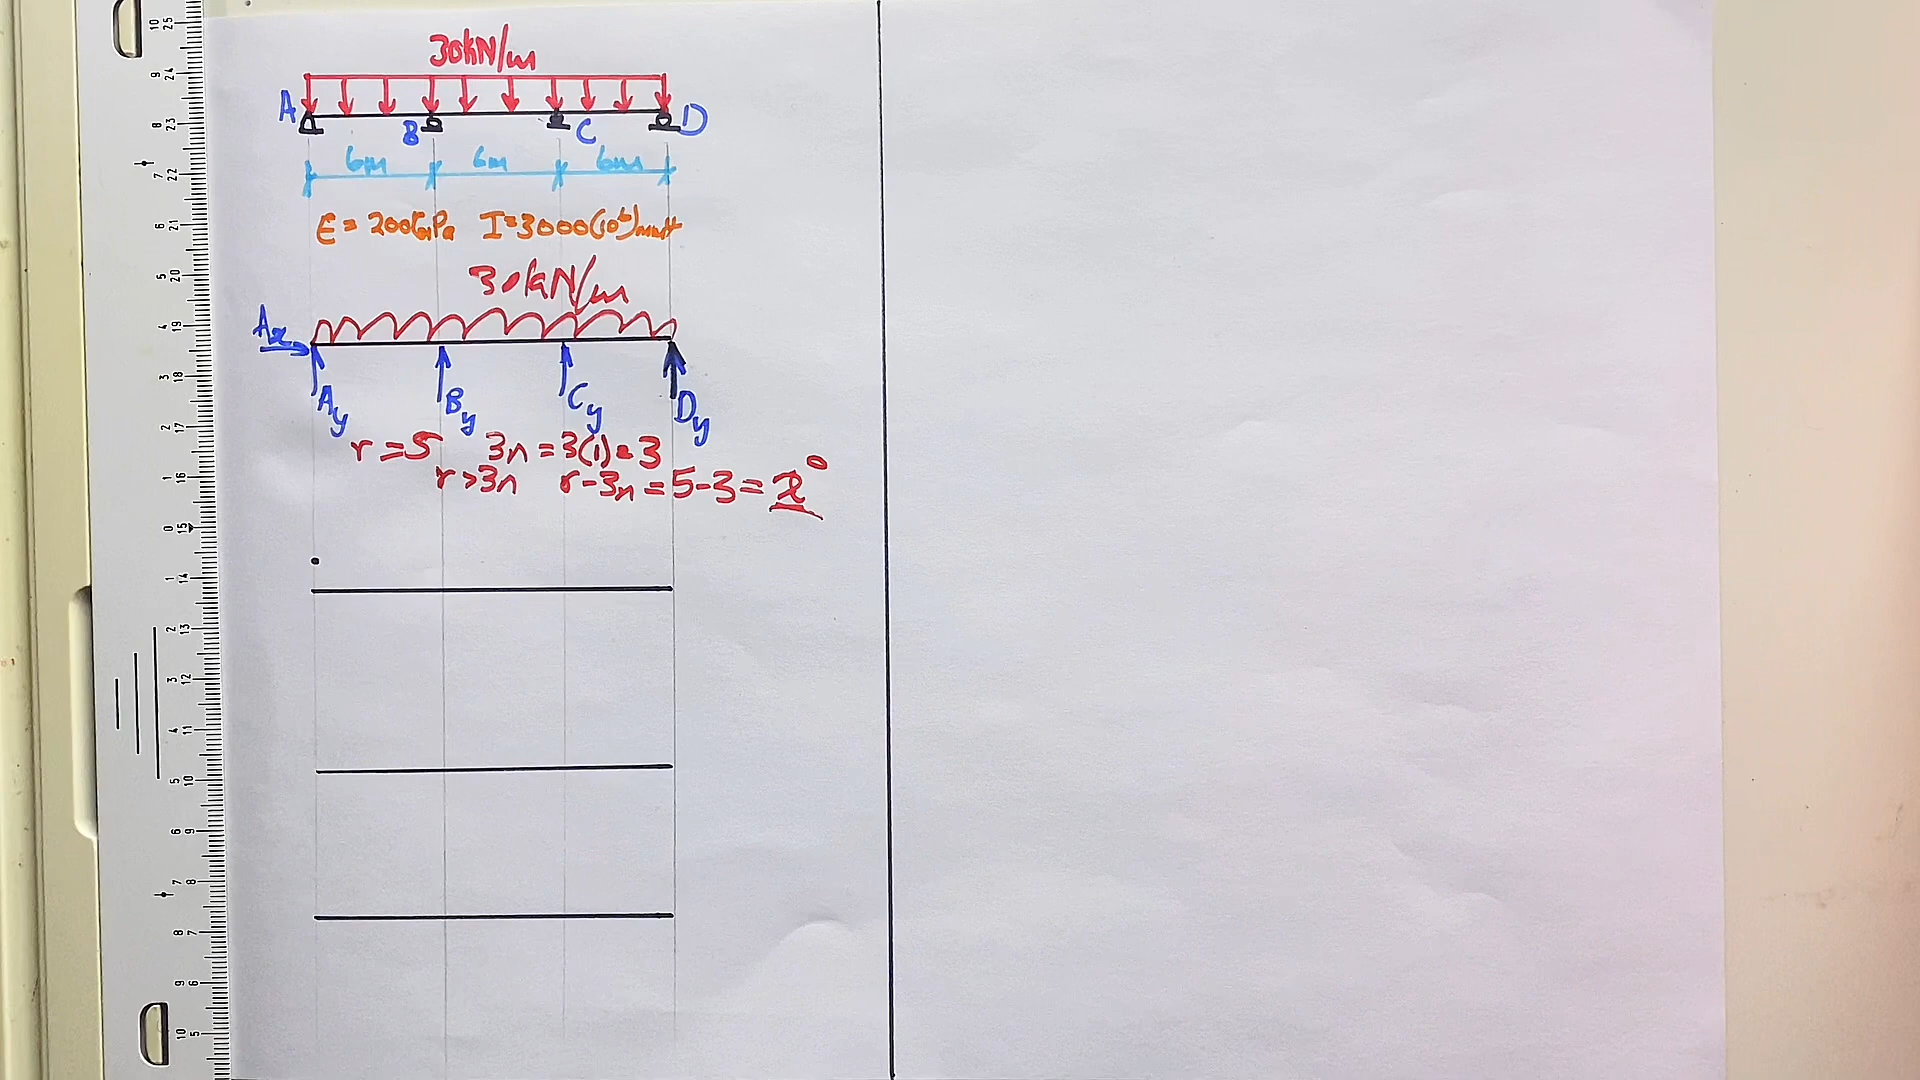 30kN/m
A B C D
6m 6m 6m
E = 200GPa I=3000(10⁶)mm⁴
30kN/m
Ax
Ay By Cy Dy
r = 5 3n = 3(1) = 3
r>3n r-3n = 5-3 = 2°